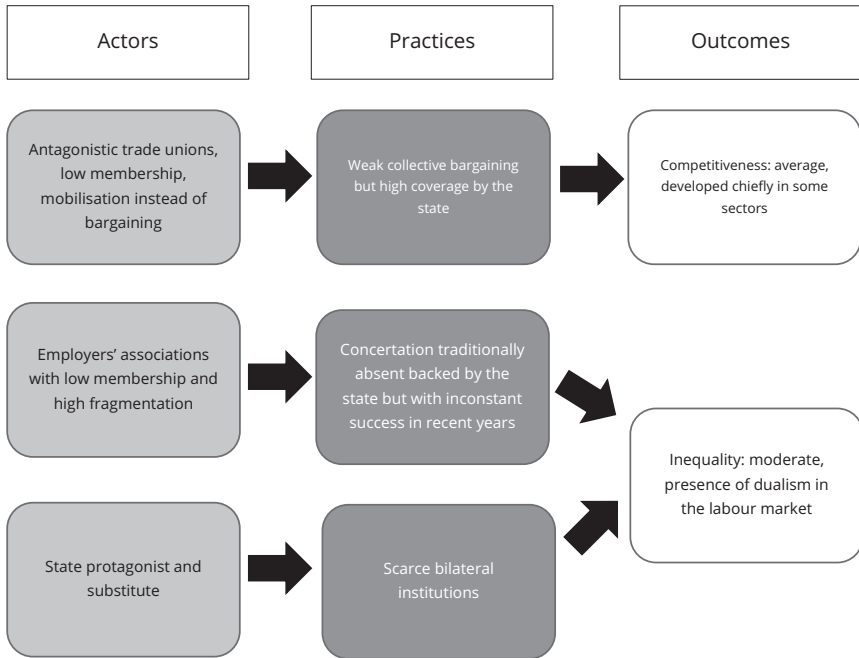 Actors
Practices
Outcomes
Antagonistic trade unions,
low membership,
mobilisation instead of
bargaining
Weak collective bargaining
but high coverage by the
state
Competitiveness: average,
developed chiefly in some
sectors
Employers’ associations
with low membership and
high fragmentation
Concertation traditionally
absent backed by the
state but with inconstant
success in recent years
Inequality: moderate,
presence of dualism in
the labour market
State protagonist and
substitute
Scarce bilateral
institutions